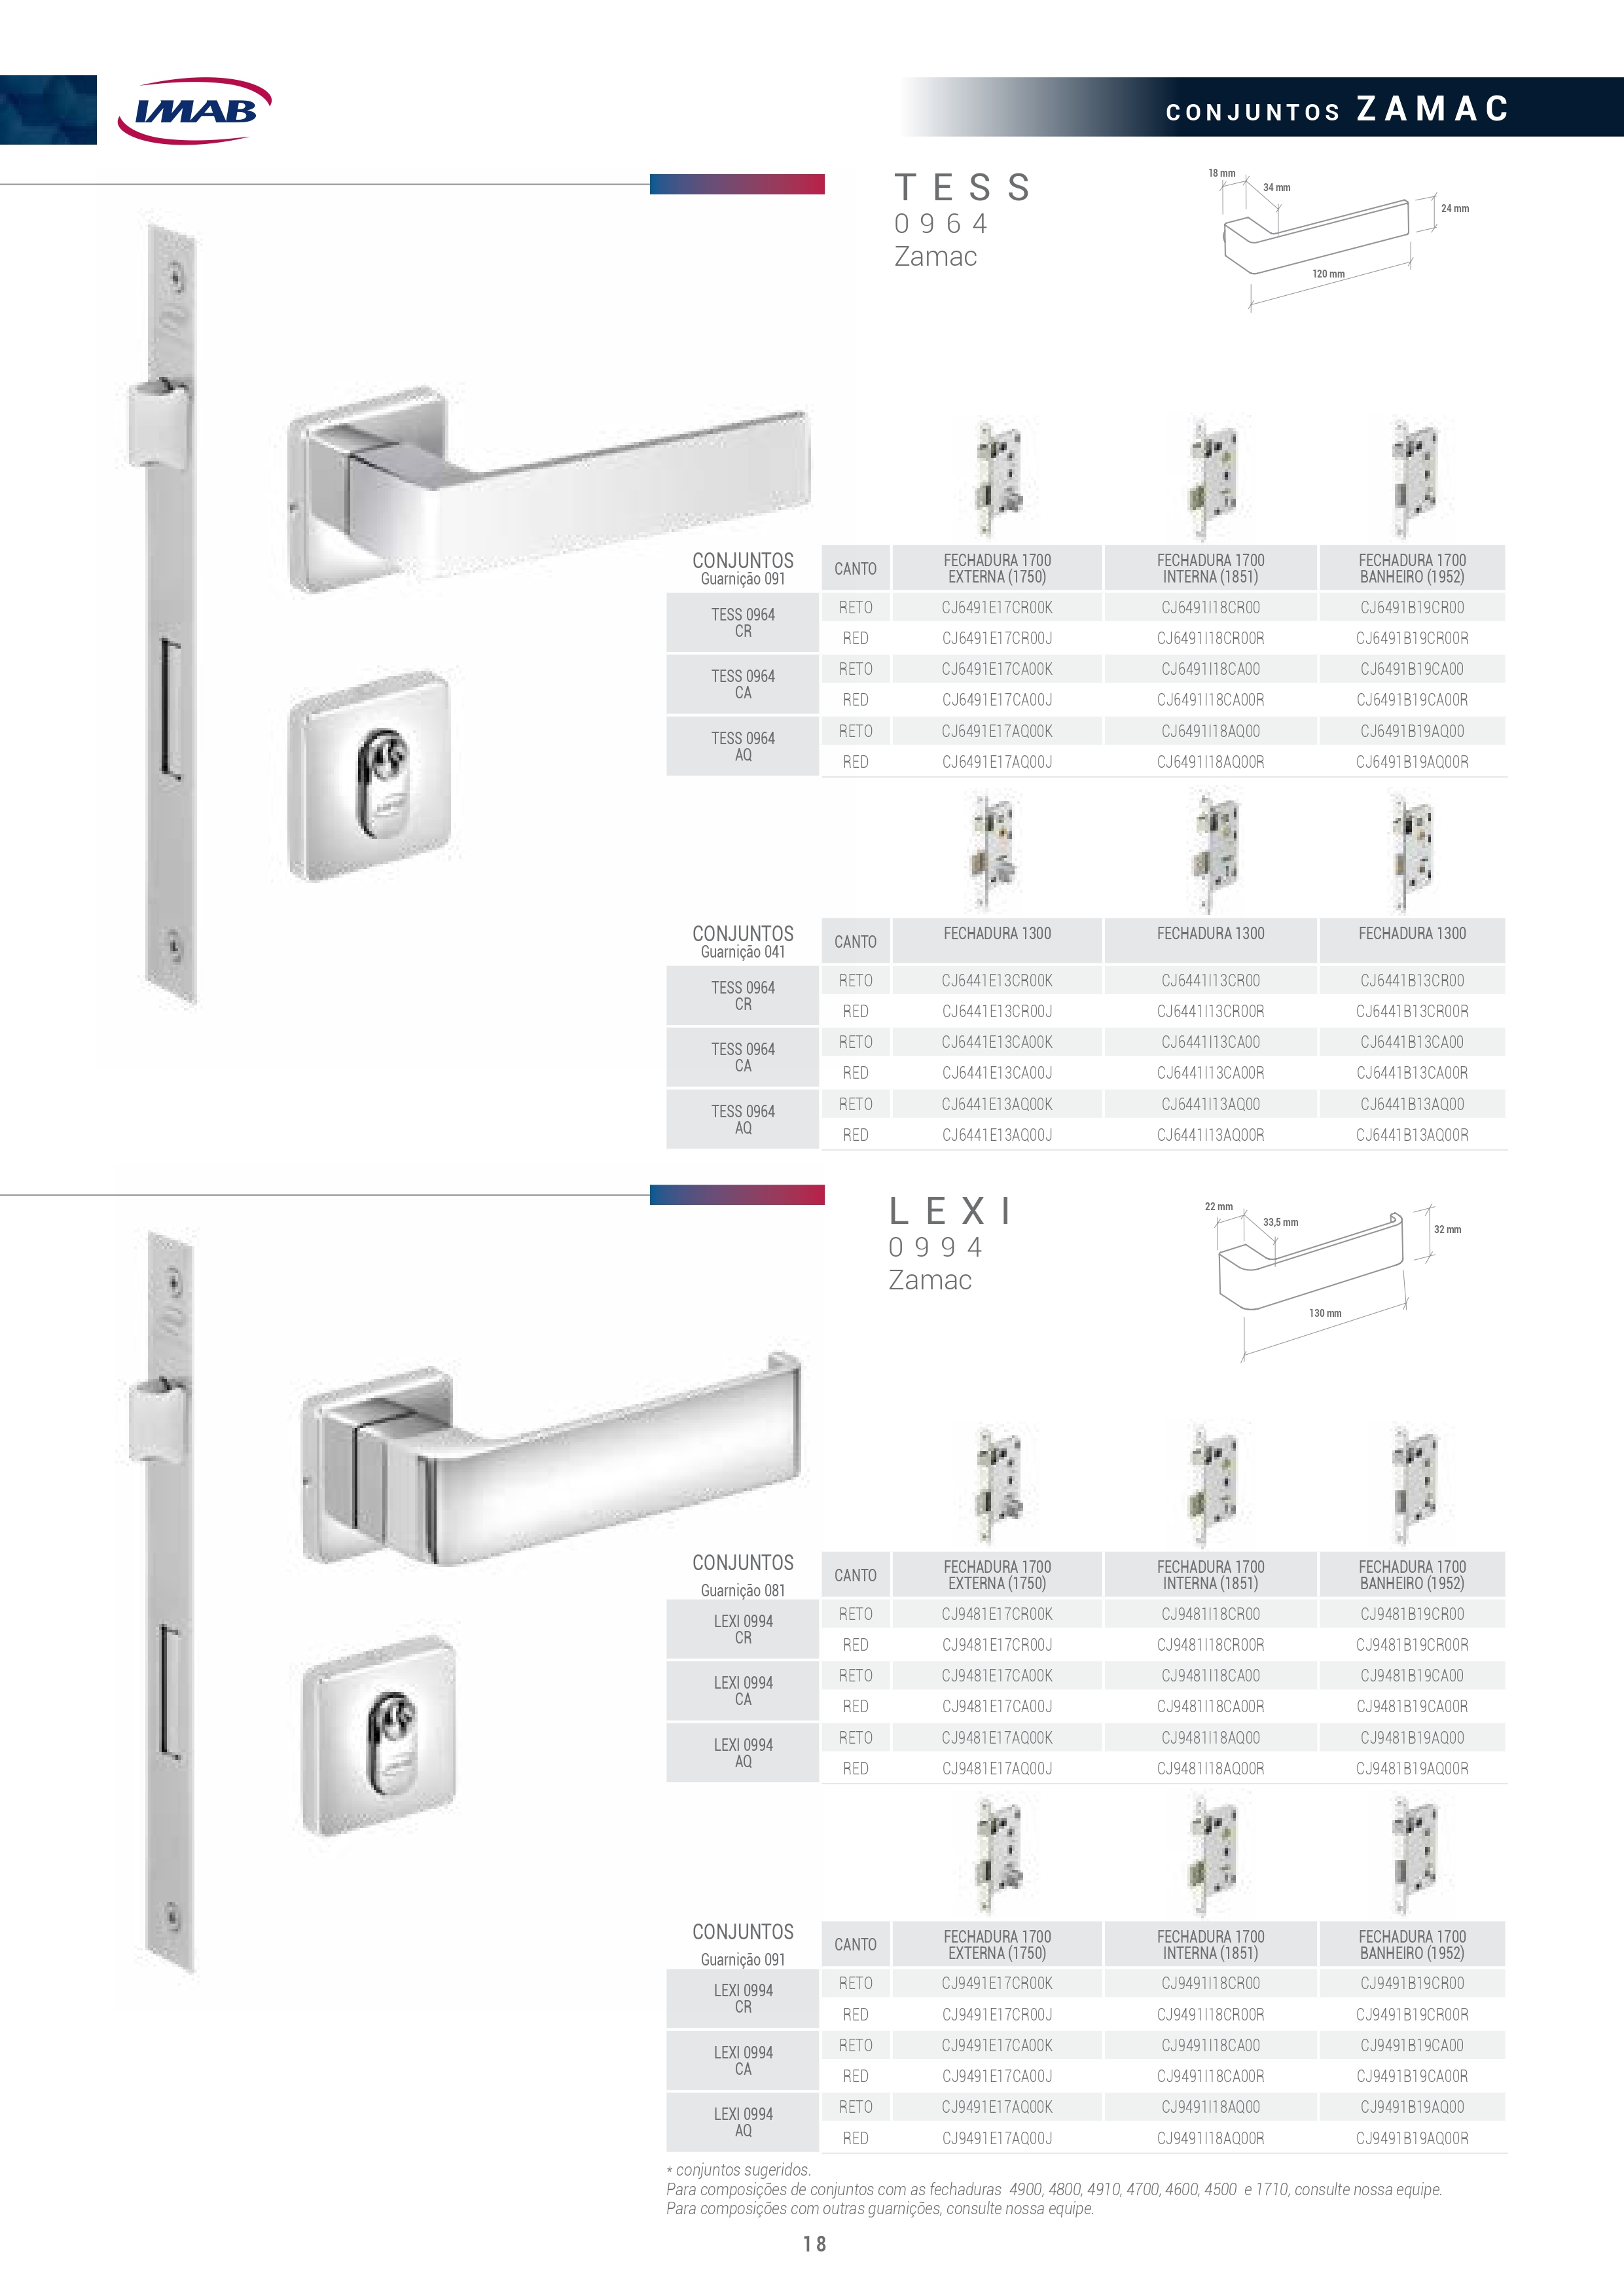 IMAB
CONJUNTOS ZAMAC
TESS
0964
Zamac
18 mm
34 mm
24 mm
120 mm
CONJUNTOS
Guarnição 091
CANTO
FECHADURA 1700
EXTERNA (1750)
FECHADURA 1700
INTERNA (1851)
FECHADURA 1700
BANHEIRO (1952)
TESS 0964
CR
RETO CJ6491E17CR00K CJ6491I18CR00 CJ6491B19CR00
RED CJ6491E17CR00J CJ6491I18CR00R CJ6491B19CR00R
TESS 0964
CA
RETO CJ6491E17CA00K CJ6491I18CA00 CJ6491B19CA00
RED CJ6491E17CA00J CJ6491I18CA00R CJ6491B19CA00R
TESS 0964
AQ
RETO CJ6491E17AQ00K CJ6491I18AQ00 CJ6491B19AQ00
RED CJ6491E17AQ00J CJ6491I18AQ00R CJ6491B19AQ00R
CONJUNTOS
Guarnição 041
CANTO FECHADURA 1300 FECHADURA 1300 FECHADURA 1300
TESS 0964
CR
RETO CJ6441E13CR00K CJ6441I13CR00 CJ6441B13CR00
RED CJ6441E13CR00J CJ6441I13CR00R CJ6441B13CR00R
TESS 0964
CA
RETO CJ6441E13CA00K CJ6441I13CA00 CJ6441B13CA00
RED CJ6441E13CA00J CJ6441I13CA00R CJ6441B13CA00R
TESS 0964
AQ
RETO CJ6441E13AQ00K CJ6441I13AQ00 CJ6441B13AQ00
RED CJ6441E13AQ00J CJ6441I13AQ00R CJ6441B13AQ00R
LEXI
0994
Zamac
22 mm
33,5 mm
32 mm
130 mm
CONJUNTOS
Guarnição 081
CANTO
FECHADURA 1700
EXTERNA (1750)
FECHADURA 1700
INTERNA (1851)
FECHADURA 1700
BANHEIRO (1952)
LEXI 0994
CR
RETO CJ9481E17CR00K CJ9481I18CR00 CJ9481B19CR00
RED CJ9481E17CR00J CJ9481I18CR00R CJ9481B19CR00R
LEXI 0994
CA
RETO CJ9481E17CA00K CJ9481I18CA00 CJ9481B19CA00
RED CJ9481E17CA00J CJ9481I18CA00R CJ9481B19CA00R
LEXI 0994
AQ
RETO CJ9481E17AQ00K CJ9481I18AQ00 CJ9481B19AQ00
RED CJ9481E17AQ00J CJ9481I18AQ00R CJ9481B19AQ00R
CONJUNTOS
Guarnição 091
CANTO
FECHADURA 1700
EXTERNA (1750)
FECHADURA 1700
INTERNA (1851)
FECHADURA 1700
BANHEIRO (1952)
LEXI 0994
CR
RETO CJ9491E17CR00K CJ9491I18CR00 CJ9491B19CR00
RED CJ9491E17CR00J CJ9491I18CR00R CJ9491B19CR00R
LEXI 0994
CA
RETO CJ9491E17CA00K CJ9491I18CA00 CJ9491B19CA00
RED CJ9491E17CA00J CJ9491I18CA00R CJ9491B19CA00R
LEXI 0994
AQ
RETO CJ9491E17AQ00K CJ9491I18AQ00 CJ9491B19AQ00
RED CJ9491E17AQ00J CJ9491I18AQ00R CJ9491B19AQ00R
* conjuntos sugeridos.
Para composições de conjuntos com as fechaduras 4900, 4800, 4910, 4700, 4600, 4500 e 1710, consulte nossa equipe.
Para composições com outras guarnições, consulte nossa equipe.
18